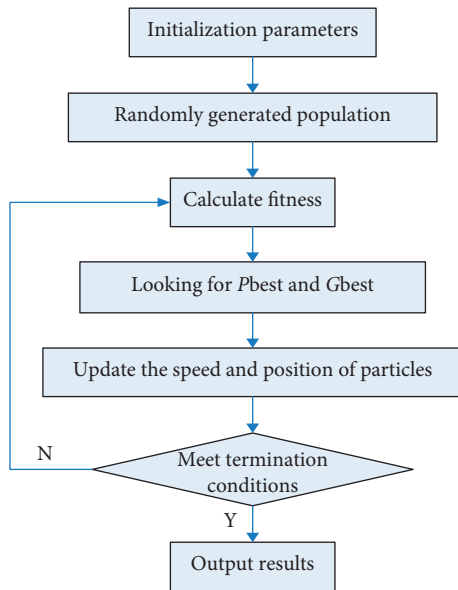 Initialization parameters
Randomly generated population
Calculate fitness
Looking for Pbest and Gbest
Update the speed and position of particles
N
Meet termination
conditions
Y
Output results